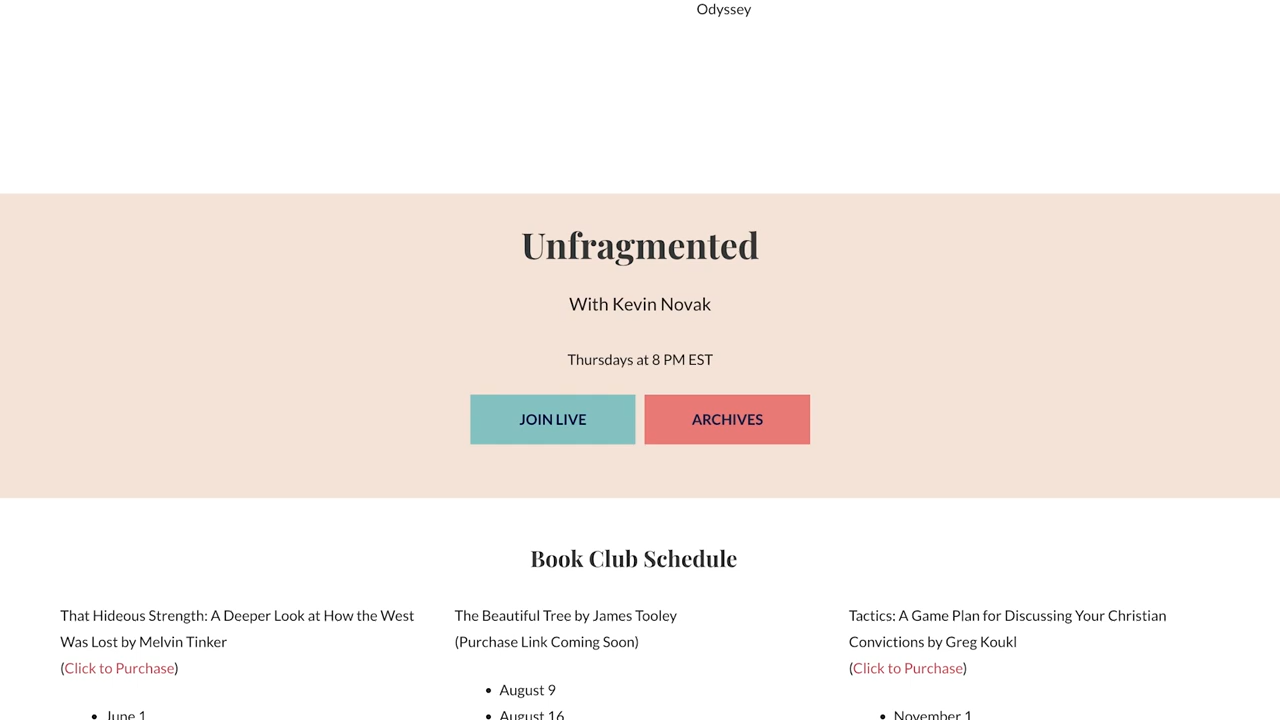 Odyssey
Unfragmented
With Kevin Novak
Thursdays at 8 PM EST
JOIN LIVE
ARCHIVES
Book Club Schedule
That Hideous Strength: A Deeper Look at How the West
Was Lost by Melvin Tinker
(Click to Purchase)
• June 1
The Beautiful Tree by James Tooley
(Purchase Link Coming Soon)
• August 9
• August 16
Tactics: A Game Plan for Discussing Your Christian
Convictions by Greg Koukl
(Click to Purchase)
• November 1